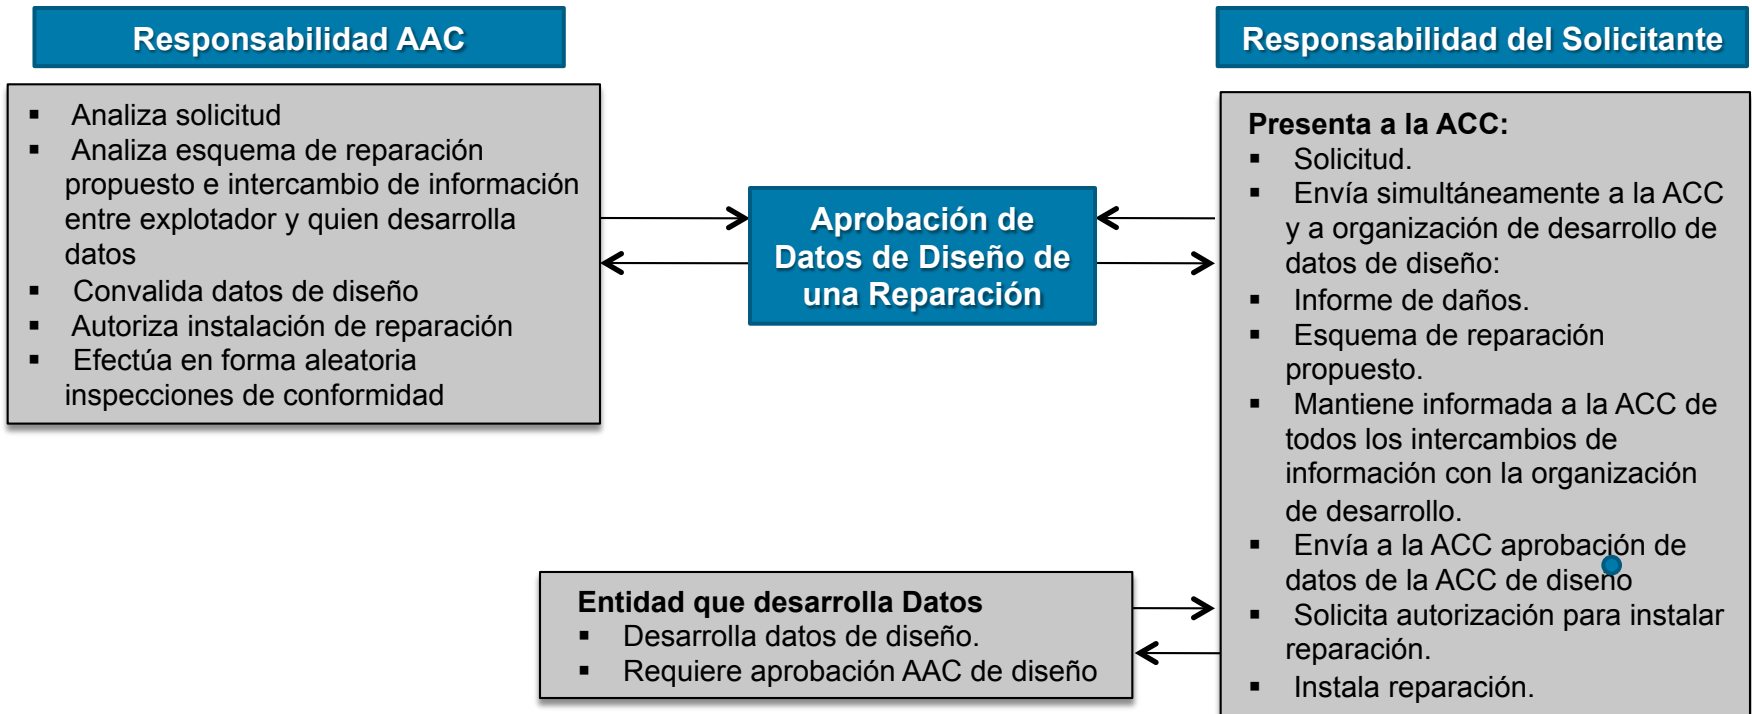 Responsabilidad AAC
▪ Analiza solicitud
▪ Analiza esquema de reparación
propuesto e intercambio de información
entre explotador y quien desarrolla
datos
▪ Convalida datos de diseño
▪ Autoriza instalación de reparación
▪ Efectúa en forma aleatoria
inspecciones de conformidad
Aprobación de
Datos de Diseño de
una Reparación
Responsabilidad del Solicitante
Presenta a la ACC:
▪ Solicitud.
▪ Envía simultáneamente a la ACC
y a organización de desarrollo de
datos de diseño:
▪ Informe de daños.
▪ Esquema de reparación
propuesto.
▪ Mantiene informada a la ACC de
todos los intercambios de
información con la organización
de desarrollo.
▪ Envía a la ACC aprobación de
datos de la ACC de diseño
▪ Solicita autorización para instalar
reparación.
▪ Instala reparación.
Entidad que desarrolla Datos
▪ Desarrolla datos de diseño.
▪ Requiere aprobación AAC de diseño